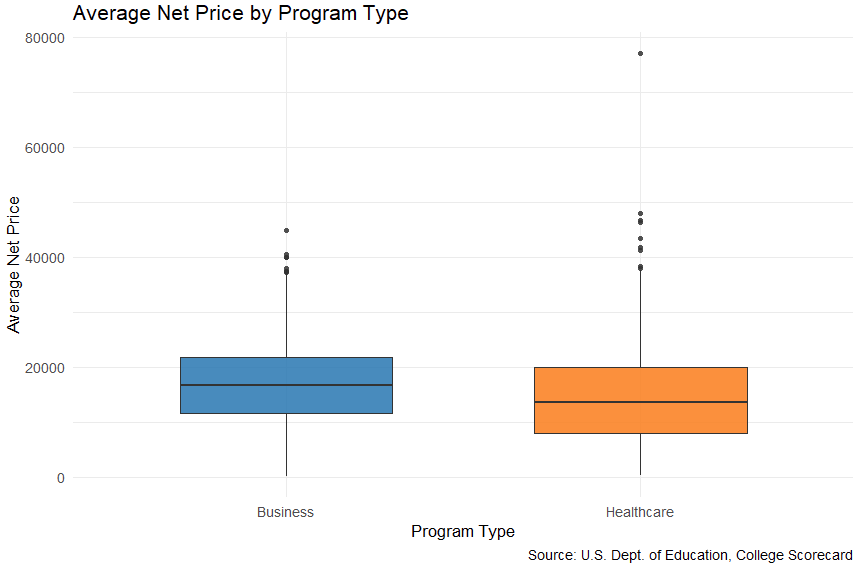 Average Net Price by Program Type
80000
60000
40000
20000
0
Average Net Price
Business
Healthcare
Program Type
Source: U.S. Dept. of Education, College Scorecard